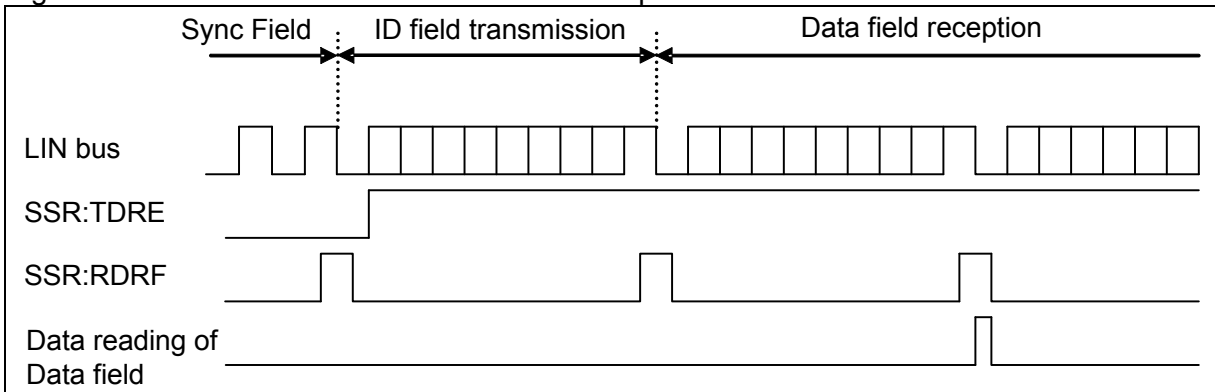 Sync Field
ID field transmission
Data field reception
LIN bus
SSR:TDRE
SSR:RDRF
Data reading of
Data field